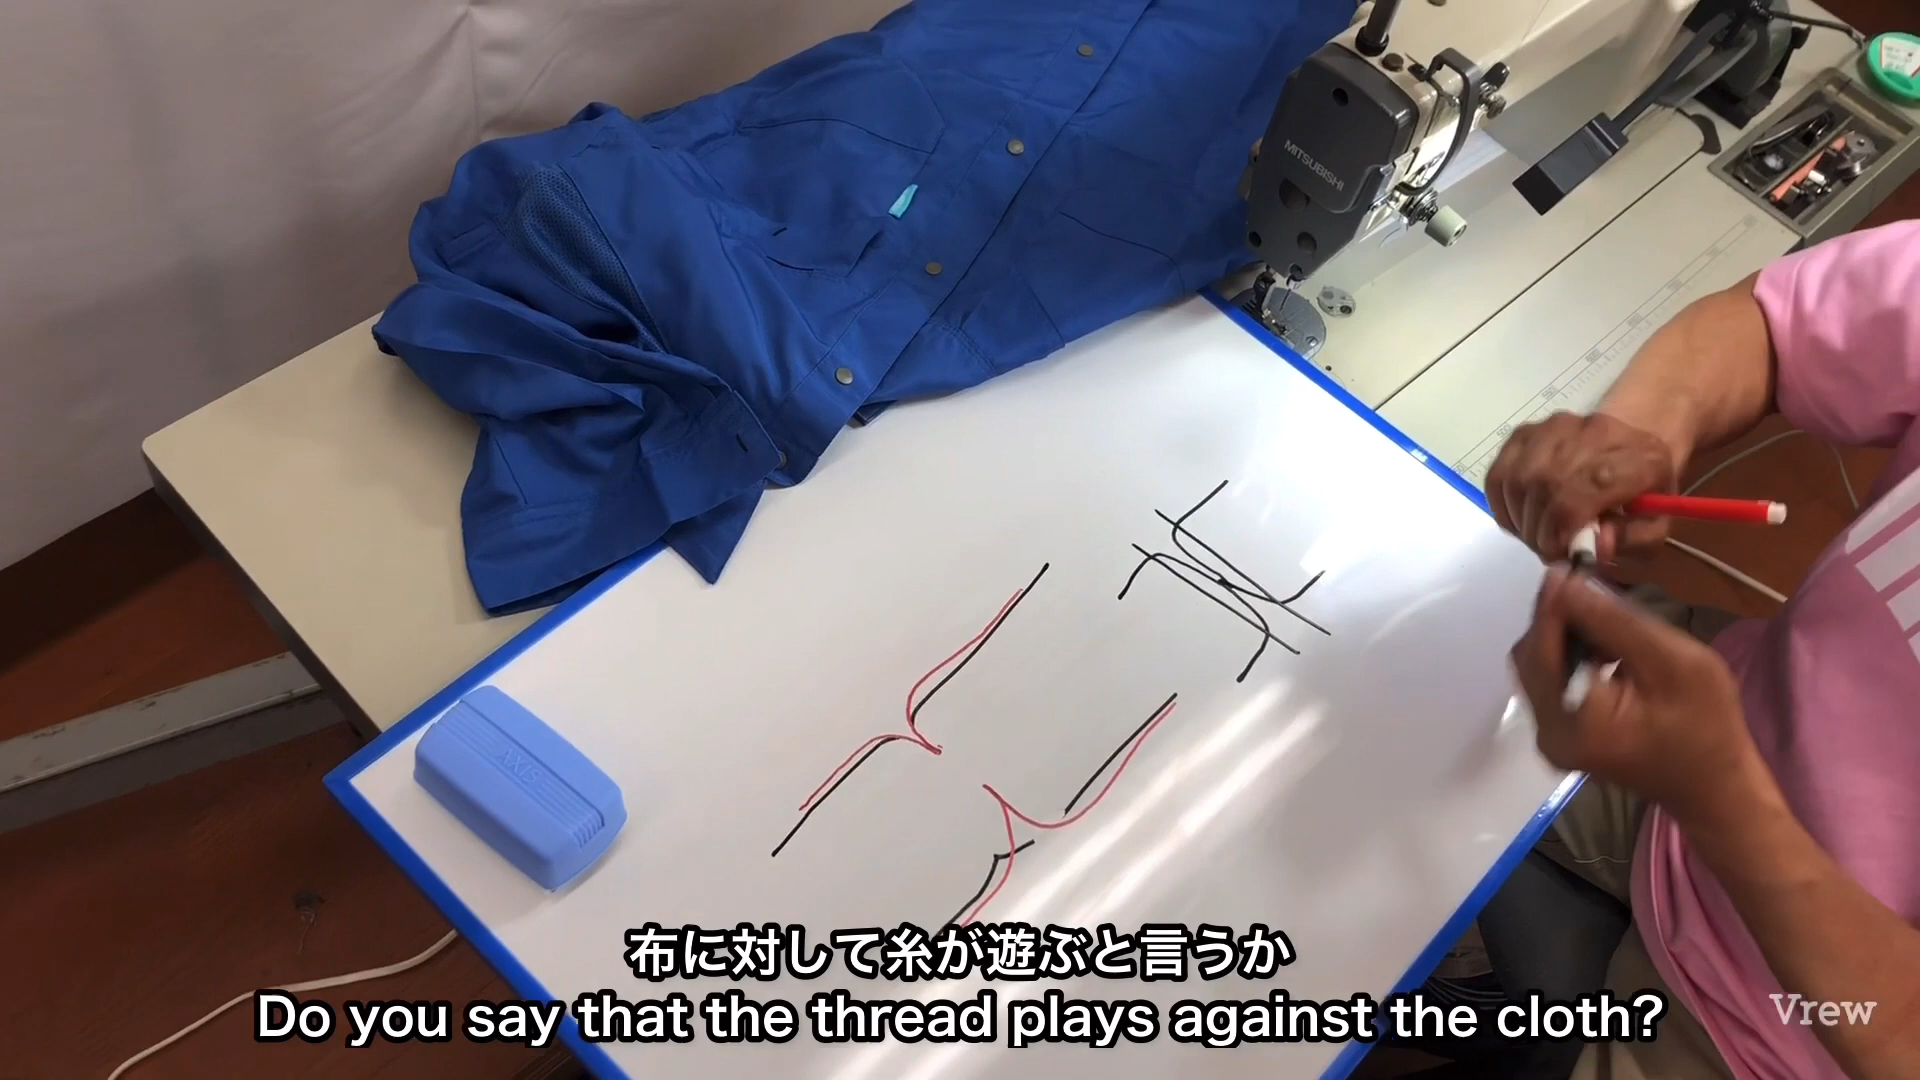 MITSUBISHI
AXIS
布に対して糸が遊ぶと言うか
Do you say that the thread plays against the cloth?
Vrew